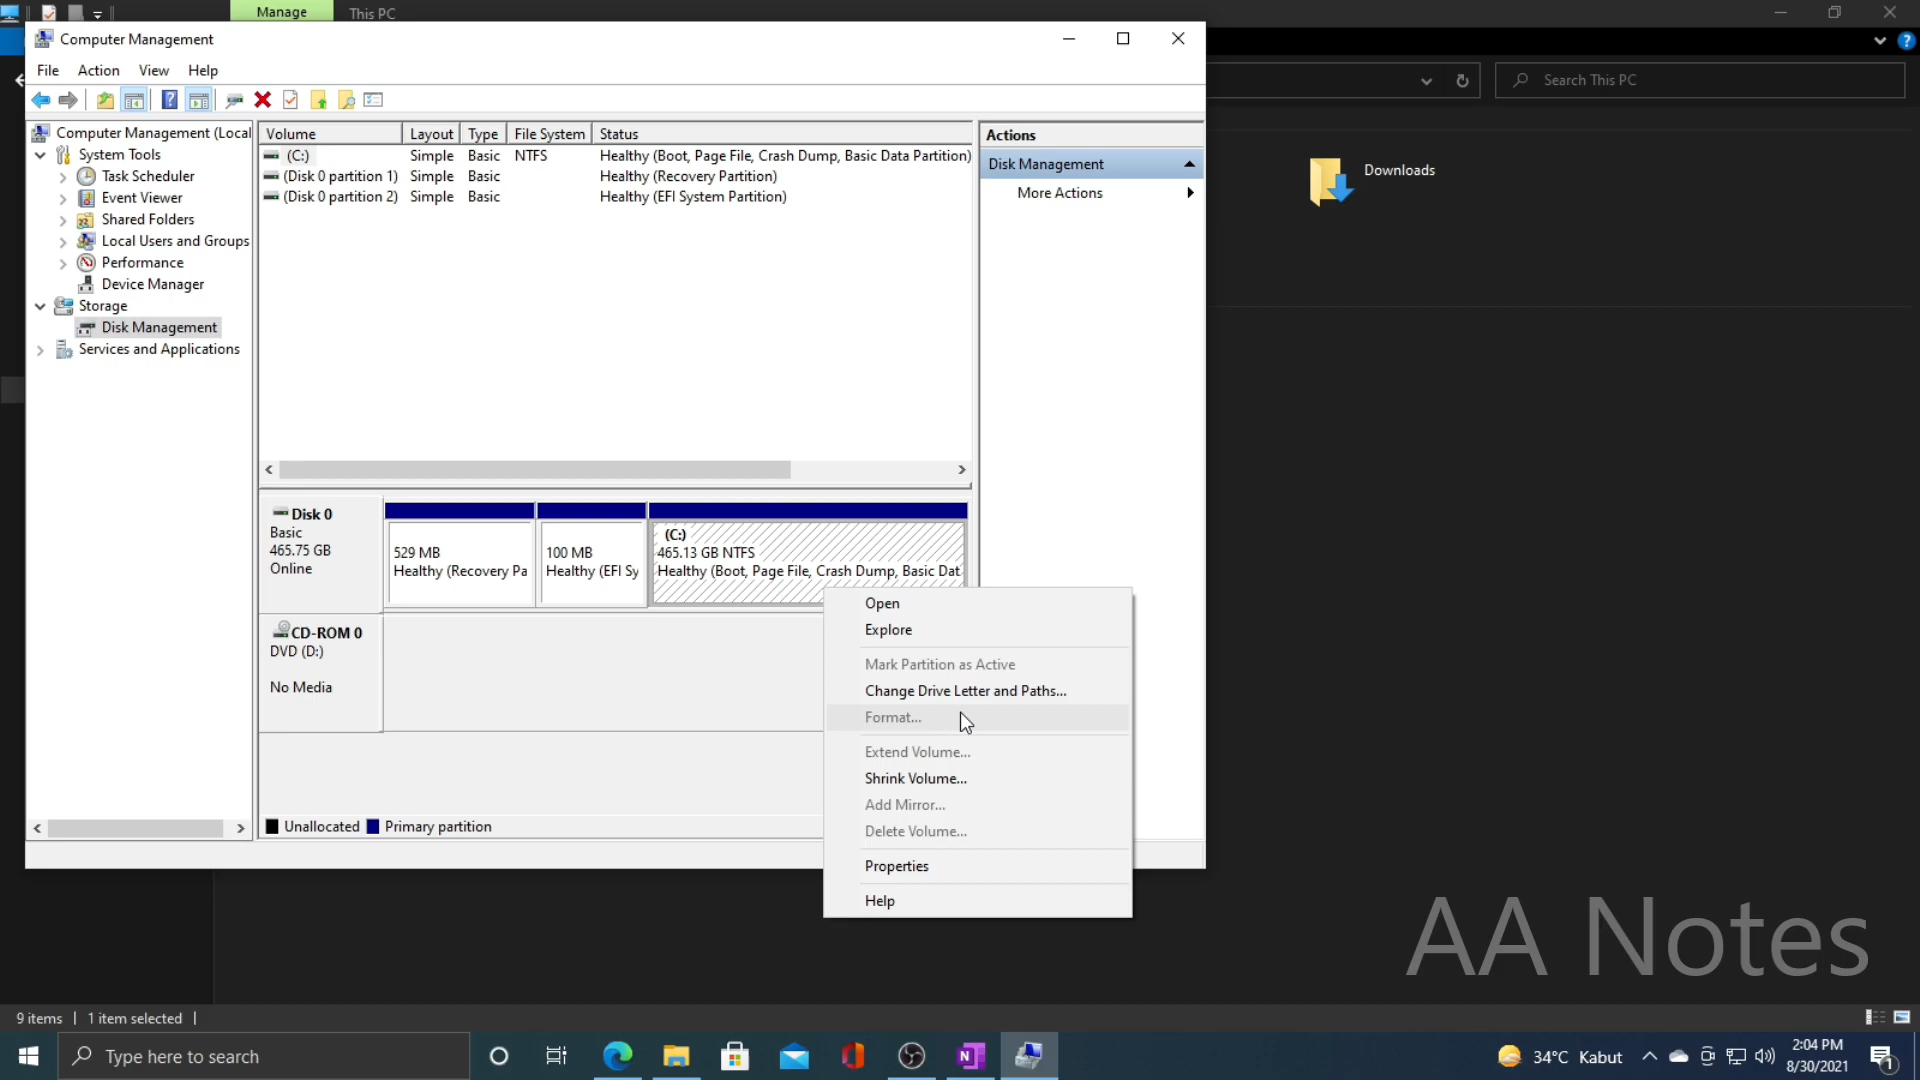 Manage
This PC
Computer Management
File Action View Help
Search This PC
Computer Management (Local
System Tools
Task Scheduler
Event Viewer
Shared Folders
Local Users and Groups
Performance
Device Manager
Storage
Disk Management
Services and Applications
Volume Layout Type File System Status
(C:) Simple Basic NTFS Healthy (Boot, Page File, Crash Dump, Basic Data Partition)
(Disk 0 partition 1) Simple Basic Healthy (Recovery Partition)
(Disk 0 partition 2) Simple Basic Healthy (EFI System Partition)
Actions
Disk Management
More Actions
Downloads
Disk 0
Basic
465.75 GB
Online
529 MB
Healthy (Recovery Pa
100 MB
Healthy (EFI Sy
(C:)
465.13 GB NTFS
Healthy (Boot, Page File, Crash Dump, Basic Dat
CD-ROM 0
DVD (D:)
No Media
Unallocated Primary partition
Open
Explore
Mark Partition as Active
Change Drive Letter and Paths...
Format...
Extend Volume...
Shrink Volume...
Add Mirror...
Delete Volume...
Properties
Help
AA Notes
9 items 1 item selected
Type here to search
34°C Kabut
2:04 PM
8/30/2021
1